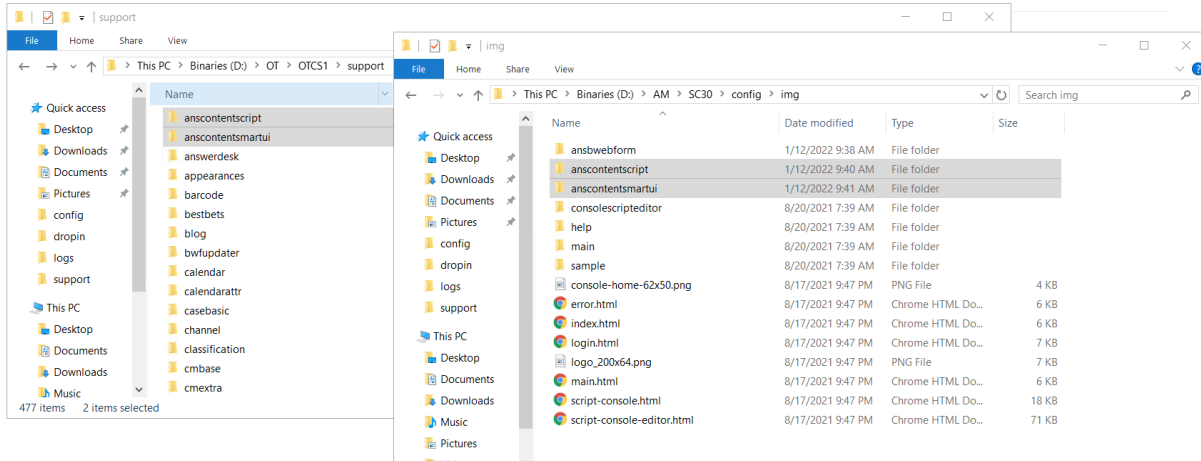 support
File Home Share View
This PC > Binaries (D:) > OT > OTCS1 > support
Name
Quick access
Desktop
Downloads
Documents
Pictures
config
dropin
logs
support
This PC
Desktop
Documents
Downloads
Music
anscontentscript
anscontentsmartui
answerdesk
appearances
barcode
bestbets
blog
bwfupdater
calendar
calendarattr
casebasic
channel
classification
cmbase
cmextra
477 items 2 items selected
img
File Home Share View
This PC > Binaries (D:) > AM > SC30 > config > img
Search img
Quick access
Desktop
Downloads
Documents
Pictures
config
dropin
logs
support
This PC
Desktop
Documents
Downloads
Music
Pictures
Name Date modified Type Size
ansbwebform 1/12/2022 9:38 AM File folder
anscontentscript 1/12/2022 9:40 AM File folder
anscontentsmartui 1/12/2022 9:41 AM File folder
consolescripteditor 8/20/2021 7:39 AM File folder
help 8/20/2021 7:39 AM File folder
main 8/20/2021 7:39 AM File folder
sample 8/20/2021 7:39 AM File folder
console-home-62x50.png 8/17/2021 9:47 PM PNG File 4 KB
error.html 8/17/2021 9:47 PM Chrome HTML Do... 6 KB
index.html 8/17/2021 9:47 PM Chrome HTML Do... 6 KB
login.html 8/17/2021 9:47 PM Chrome HTML Do... 7 KB
logo_200x64.png 8/17/2021 9:47 PM PNG File 7 KB
main.html 8/17/2021 9:47 PM Chrome HTML Do... 6 KB
script-console.html 8/17/2021 9:47 PM Chrome HTML Do... 18 KB
script-console-editor.html 8/17/2021 9:47 PM Chrome HTML Do... 71 KB